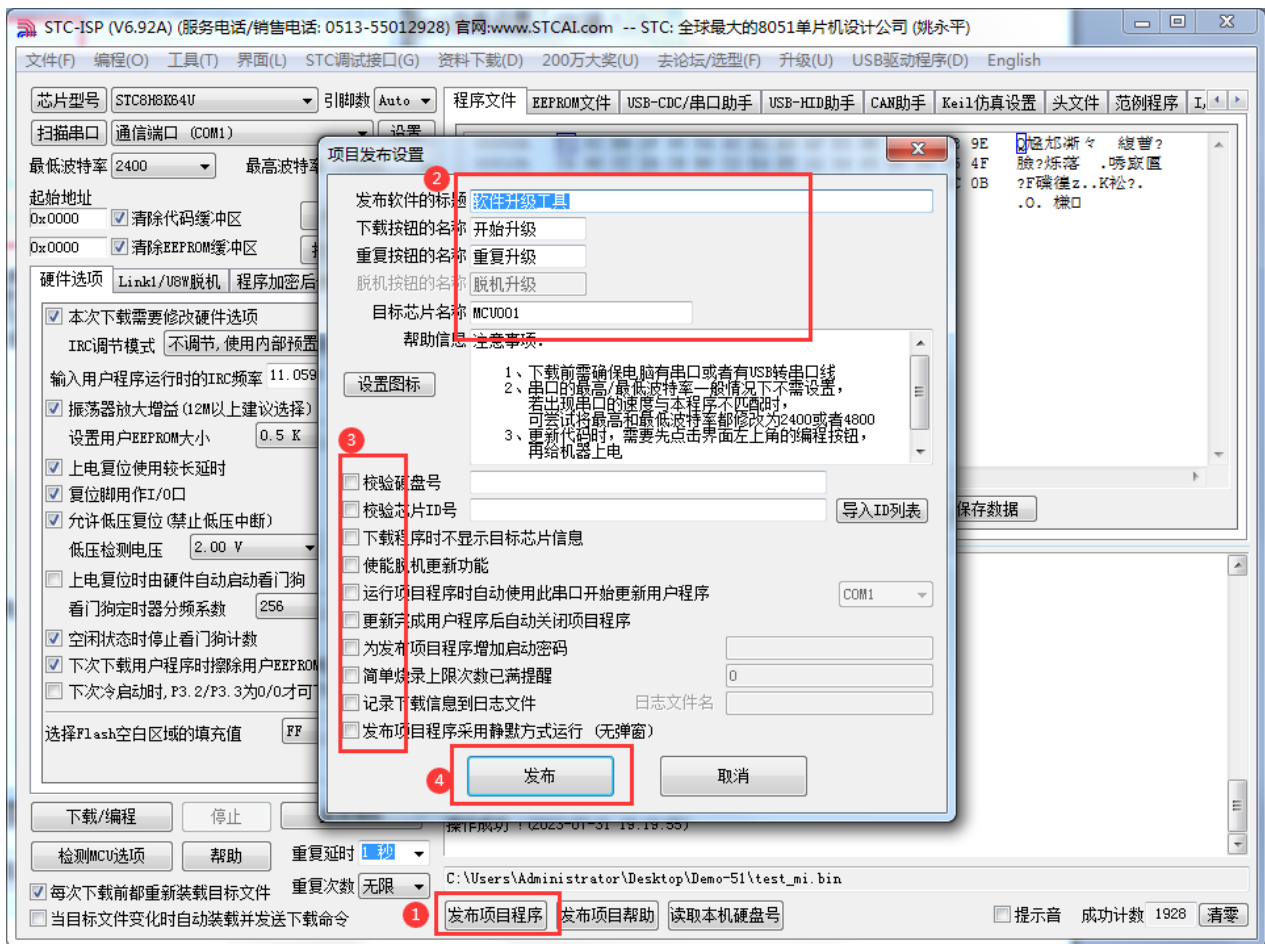 STC-ISP (V6.92A) (服务电话/销售电话: 0513-55012928) 官网:www.STCAI.com -- STC: 全球最大的8051单片机设计公司 (姚永平)
文件(F) 编程(O) 工具(T) 界面(L) STC调试接口(G) 资料下载(D) 200万大奖(U) 去论坛/选型(F) 升级(U) USB驱动程序(D) English
芯片型号 STC8H8K64U 引脚数 Auto 程序文件 EEPROM文件 USB-CDC/串口助手 USB-HID助手 CAN助手 Keil仿真设置 头文件 范例程序 I,
扫描串口 通信端口 (COM1) 设置
9E
4F
0B
最低波特率 2400 最高波特率
起始地址
0x0000 清除代码缓冲区
0x0000 清除EEPROM缓冲区
硬件选项 Link1/U8W脱机 程序加密后
本次下载需要修改硬件选项
IRC调节模式 不调节,使用内部预置
输入用户程序运行时的IRC频率 11.059
振荡器放大增益(12M以上建议选择)
设置用户EEPROM大小 0.5 K
上电复位使用较长延时
复位脚用作I/O口
允许低压复位(禁止低压中断)
低压检测电压 2.00 V
上电复位时由硬件自动启动看门狗
看门狗定时器分频系数 256
空闲状态时停止看门狗计数
下次下载用户程序时擦除用户EEPROM
下次冷启动时,P3.2/P3.3为0/0才可
选择Flash空白区域的填充值 FF
项目发布设置
2
发布软件的标题 软件升级工具
下载按钮的名称 开始升级
重复按钮的名称 重复升级
脱机按钮的名称 脱机升级
目标芯片名称 MCU001
帮助信息 注意事项:
设置图标
1、下载前需确保电脑有串口或者有USB转串口线
2、串口的最高/最低波特率一般情况下不需设置,
若出现串口的速度与本程序不匹配时,
可尝试将最高和最低波特率都修改为2400或者4800
3、更新代码时,需要先点击界面左上角的编程按钮,
再给机器上电
3
校验硬盘号
校验芯片ID号 导入ID列表
下载程序时不显示目标芯片信息
使能脱机更新功能
运行项目程序时自动使用此串口开始更新用户程序 COM1
更新完成用户程序后自动关闭项目程序
为发布项目程序增加启动密码
简单烧录上限次数已满提醒 0
记录下载信息到日志文件 日志文件名
发布项目程序采用静默方式运行 (无弹窗)
4 发布 取消
保存数据
下载/编程 停止
操作成功 !(2023-01-31 19:19:55)
检测MCU选项 帮助 重复延时 1 秒
每次下载前都重新装载目标文件 重复次数 无限 C:\Users\Administrator\Desktop\Demo-51\test_mi.bin
当目标文件变化时自动装载并发送下载命令 1 发布项目程序 发布项目帮助 读取本机硬盘号 提示音 成功计数 1928 清零